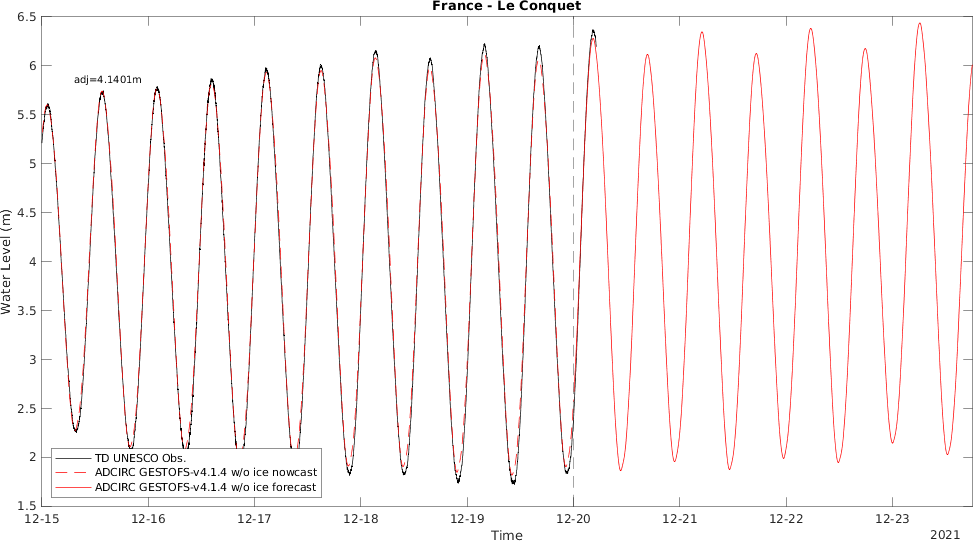 France - Le Conquet
6.5
6
5.5
5
4.5
4
3.5
3
2.5
2
1.5
Water Level (m)
adj=4.1401m
TD UNESCO Obs.
ADCIRC GESTOFS-v4.1.4 w/o ice nowcast
ADCIRC GESTOFS-v4.1.4 w/o ice forecast
12-15 12-16 12-17 12-18 12-19 12-20 12-21 12-22 12-23
Time
2021